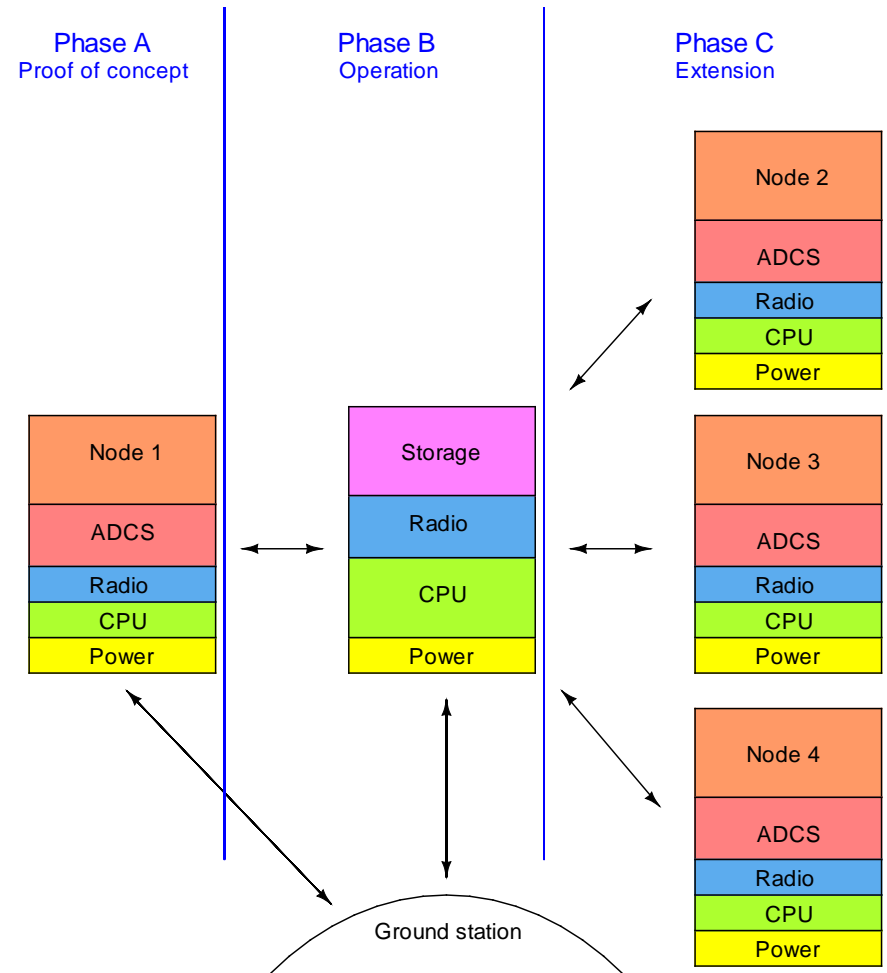 Phase A
Proof of concept
Phase B
Operation
Phase C
Extension
Node 1
ADCS
Radio
CPU
Power
Storage
Radio
CPU
Power
Node 2
ADCS
Radio
CPU
Power
Node 3
ADCS
Radio
CPU
Power
Node 4
ADCS
Radio
CPU
Power
Ground station